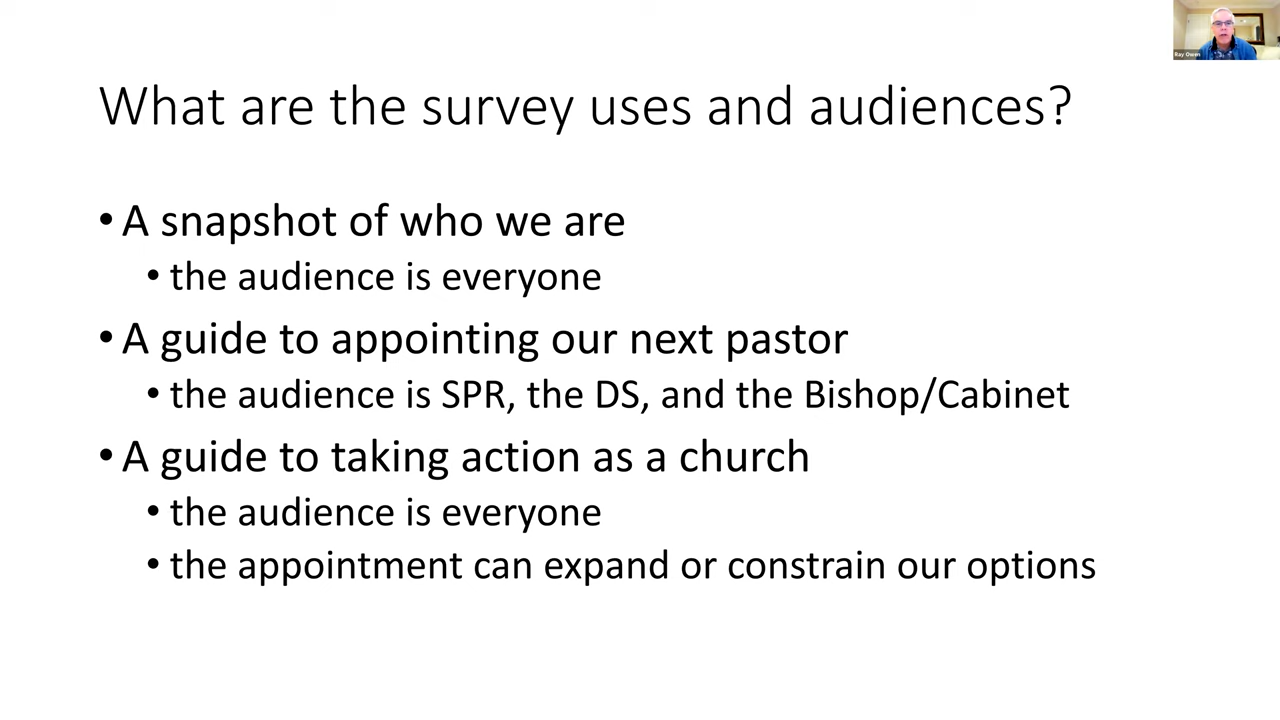 Ray Owen
What are the survey uses and audiences?
• A snapshot of who we are
• the audience is everyone
• A guide to appointing our next pastor
• the audience is SPR, the DS, and the Bishop/Cabinet
• A guide to taking action as a church
• the audience is everyone
• the appointment can expand or constrain our options